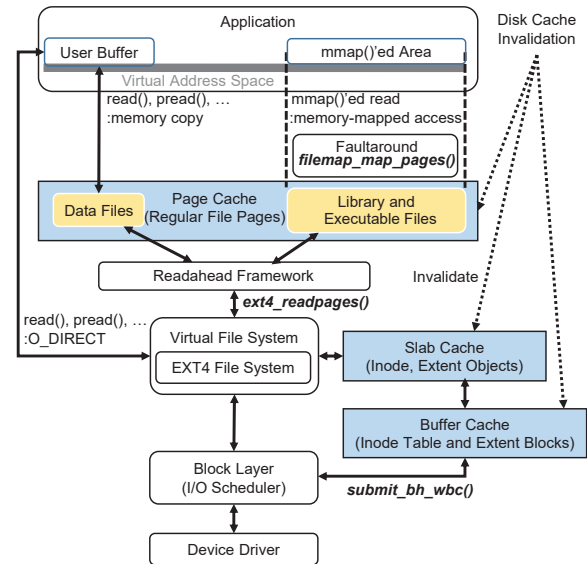 Application
Disk Cache
Invalidation
User Buffer
mmap()'ed Area
Virtual Address Space
read(), pread(), …
:memory copy
mmap()'ed read
:memory-mapped access
Faultaround
filemap_map_pages()
Page Cache
(Regular File Pages)
Data Files
Library and
Executable Files
Readahead Framework
Invalidate
ext4_readpages()
read(), pread(), …
:O_DIRECT
Virtual File System
EXT4 File System
Slab Cache
(Inode, Extent Objects)
Buffer Cache
(Inode Table and Extent Blocks)
Block Layer
(I/O Scheduler)
submit_bh_wbc()
Device Driver